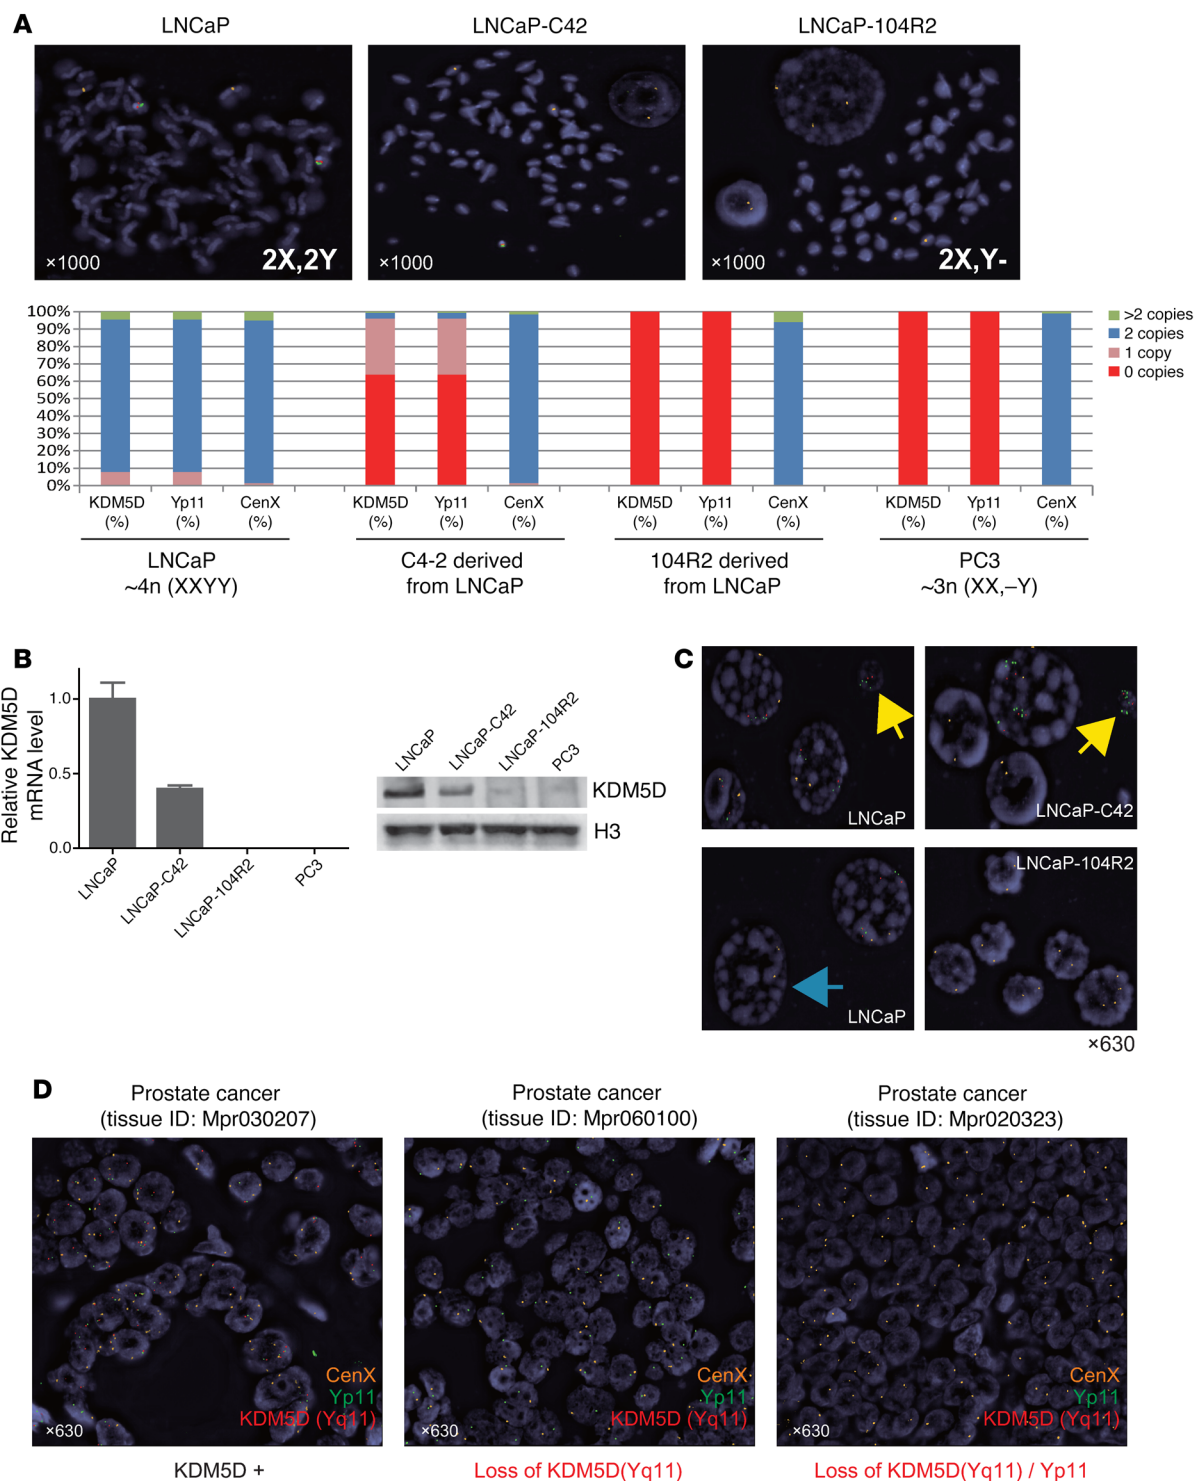 A
LNCaP
LNCaP-C42
LNCaP-104R2
×1000
2X,2Y
×1000
×1000
2X,Y-
100%
90%
80%
70%
60%
50%
40%
30%
20%
10%
0%
>2 copies
2 copies
1 copy
0 copies
KDM5D (%)
Yp11 (%)
CenX (%)
KDM5D (%)
Yp11 (%)
CenX (%)
KDM5D (%)
Yp11 (%)
CenX (%)
KDM5D (%)
Yp11 (%)
CenX (%)
LNCaP
~4n (XXYY)
C4-2 derived
from LNCaP
104R2 derived
from LNCaP
PC3
~3n (XX,–Y)
B
Relative KDM5D
mRNA level
1.0
0.5
0.0
LNCaP
LNCaP-C42
LNCaP-104R2
PC3
LNCaP
LNCaP-C42
LNCaP-104R2
PC3
KDM5D
H3
C
LNCaP
LNCaP-C42
LNCaP
LNCaP-104R2
×630
D
Prostate cancer
(tissue ID: Mpr030207)
Prostate cancer
(tissue ID: Mpr060100)
Prostate cancer
(tissue ID: Mpr020323)
CenX
Yp11
KDM5D (Yq11)
×630
CenX
Yp11
KDM5D (Yq11)
×630
CenX
Yp11
KDM5D (Yq11)
×630
KDM5D +
Loss of KDM5D(Yq11)
Loss of KDM5D(Yq11) / Yp11